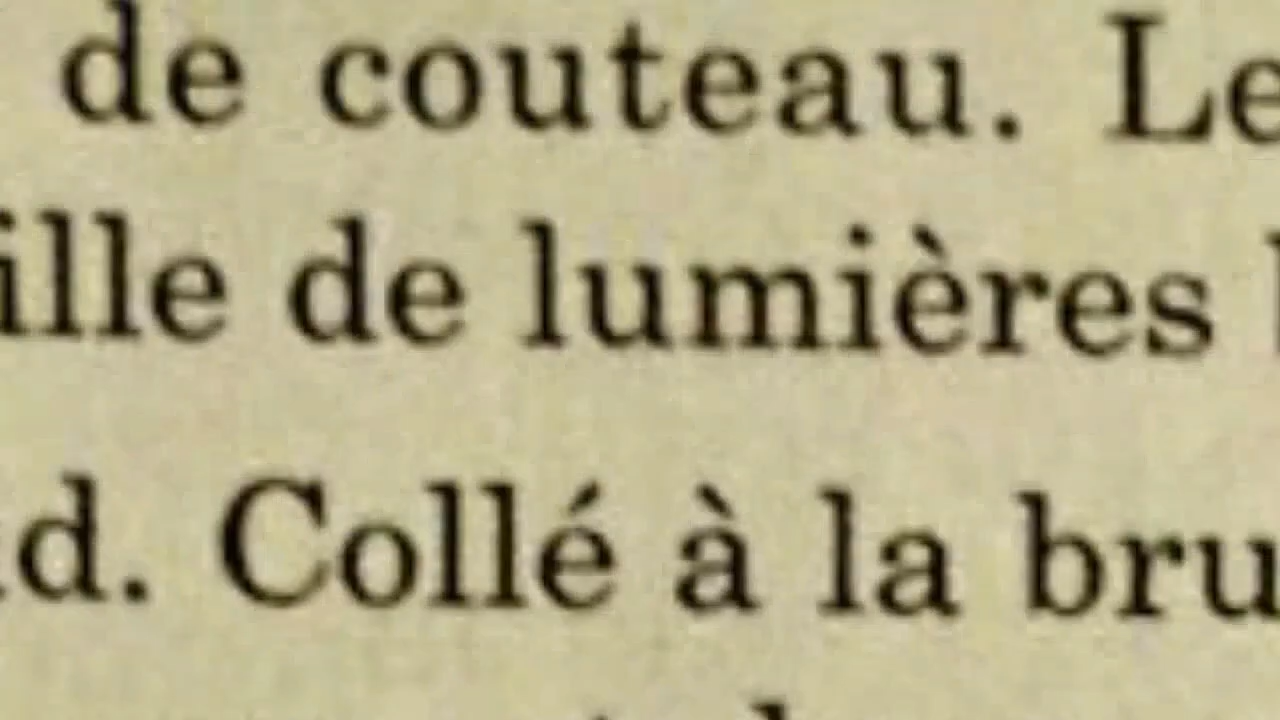 de couteau. Le
ille de lumières
d. Collé à la bru